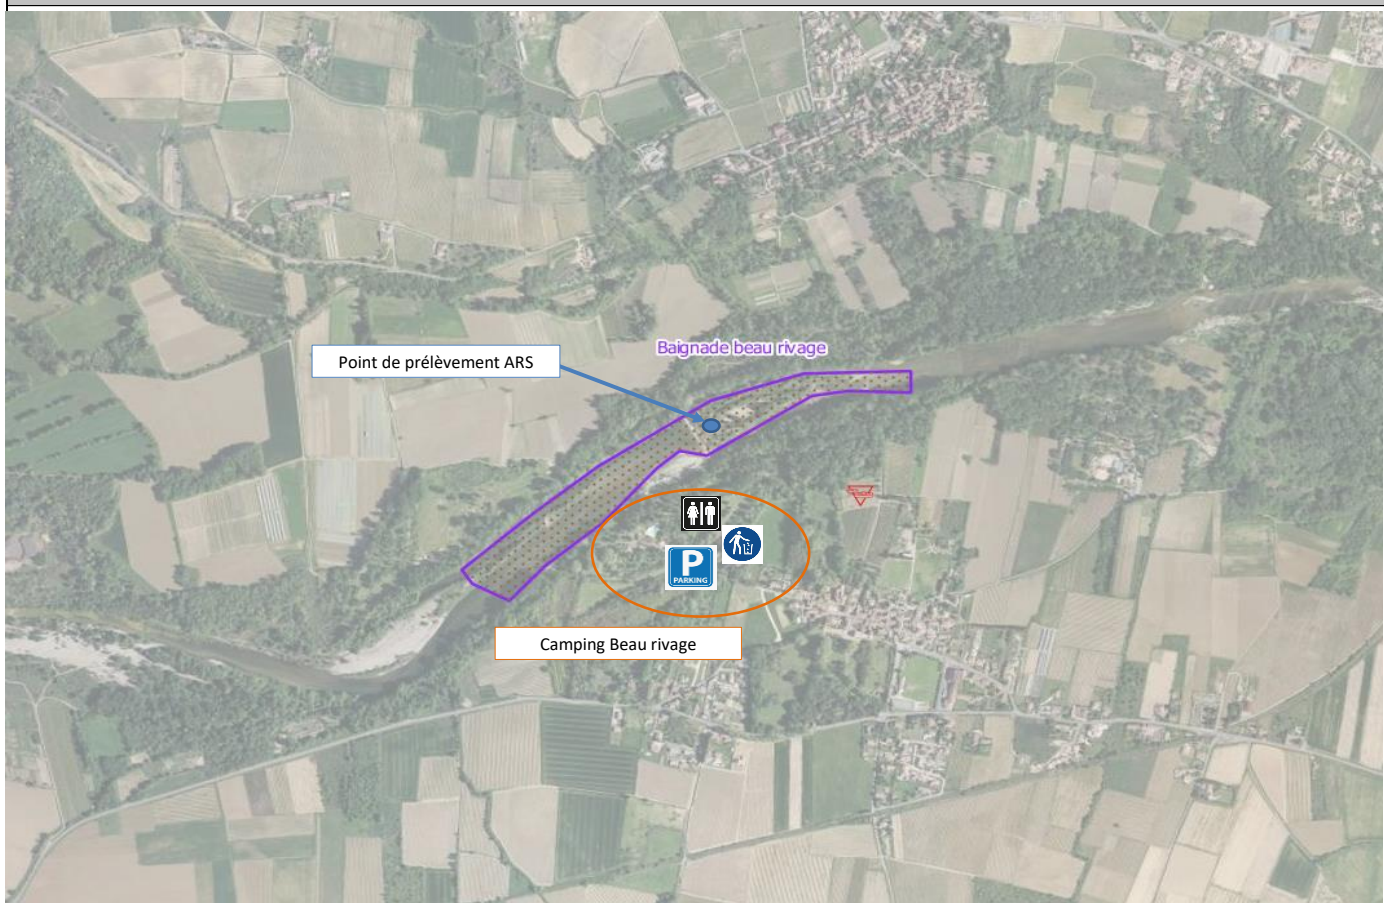 Baignade beau rivage
Point de prélèvement ARS
P
PARKING
Camping Beau rivage